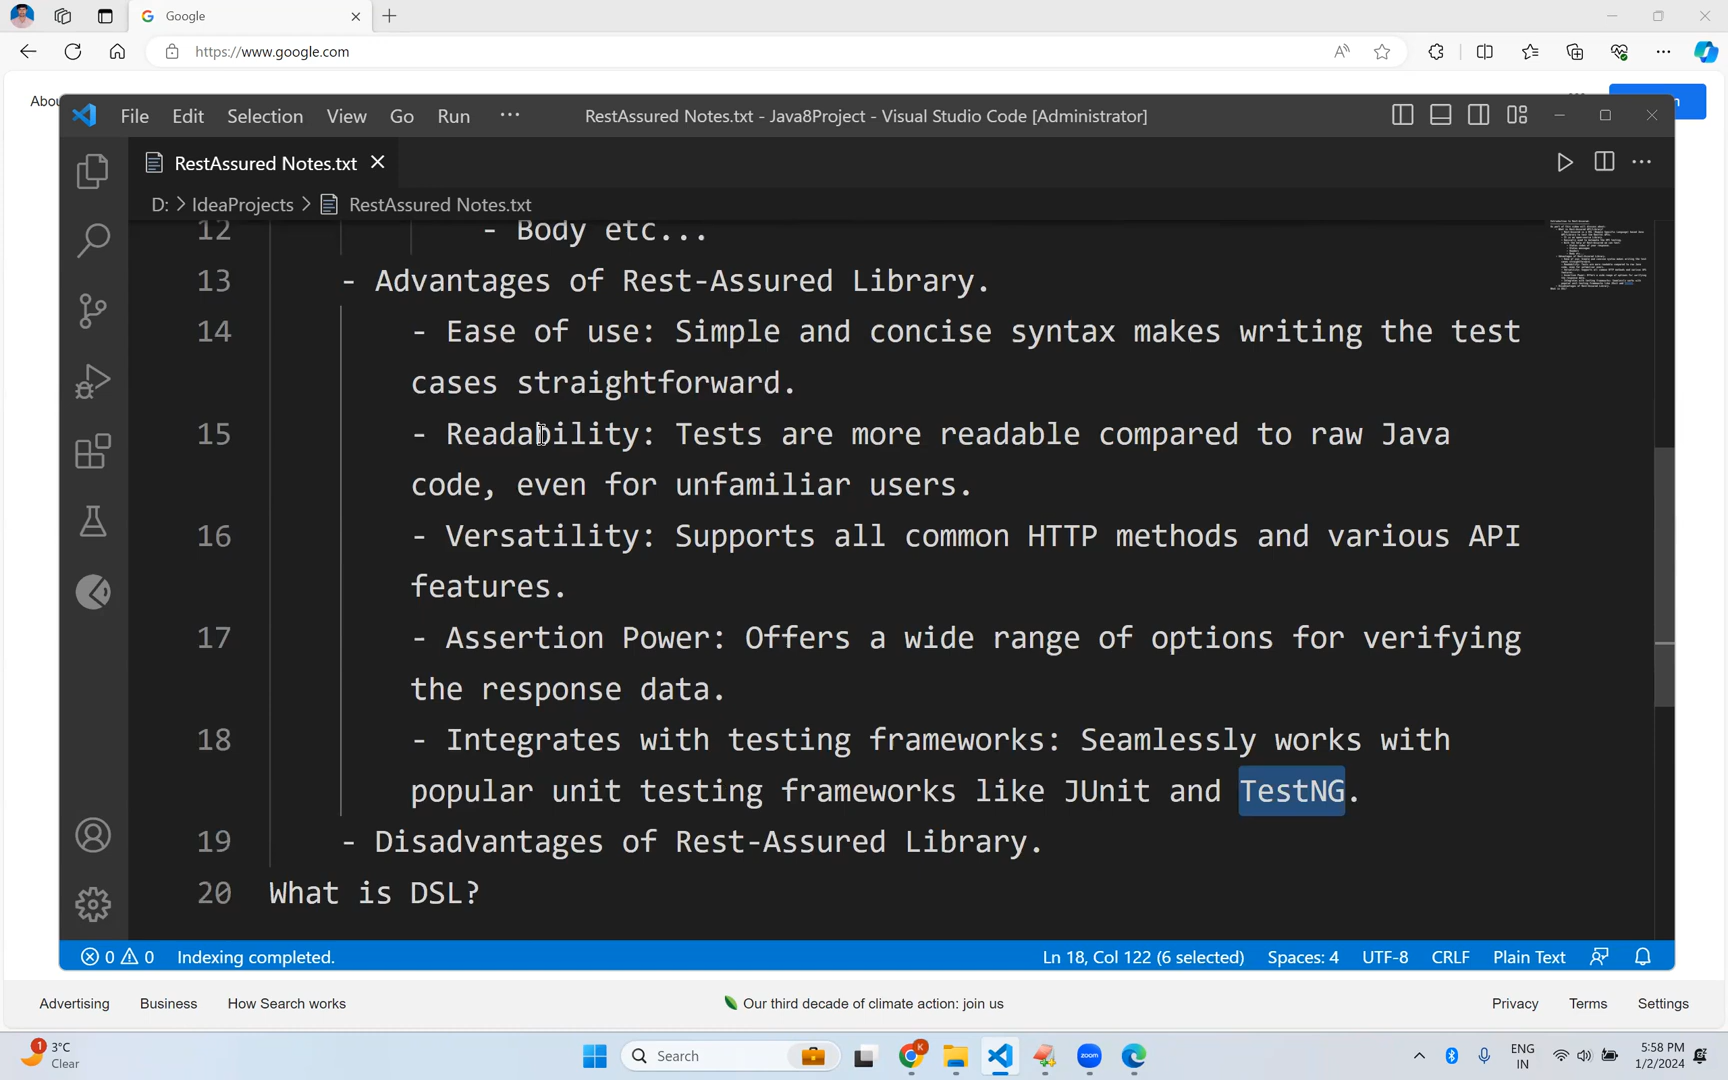 Google
https://www.google.com
Abou
File Edit Selection View Go Run ... RestAssured Notes.txt - Java8Project - Visual Studio Code [Administrator]
RestAssured Notes.txt
D: > IdeaProjects > RestAssured Notes.txt
12 - Body etc...
13 - Advantages of Rest-Assured Library.
14 - Ease of use: Simple and concise syntax makes writing the test
cases straightforward.
15 - Readability: Tests are more readable compared to raw Java
code, even for unfamiliar users.
16 - Versatility: Supports all common HTTP methods and various API
features.
17 - Assertion Power: Offers a wide range of options for verifying
the response data.
18 - Integrates with testing frameworks: Seamlessly works with
popular unit testing frameworks like JUnit and TestNG.
19 - Disadvantages of Rest-Assured Library.
20 What is DSL?
0 0 Indexing completed. Ln 18, Col 122 (6 selected) Spaces: 4 UTF-8 CRLF Plain Text
Advertising Business How Search works Our third decade of climate action: join us Privacy Terms Settings
1 3°C
Clear
Search
K
zoom
ENG
IN
5:58 PM
1/2/2024